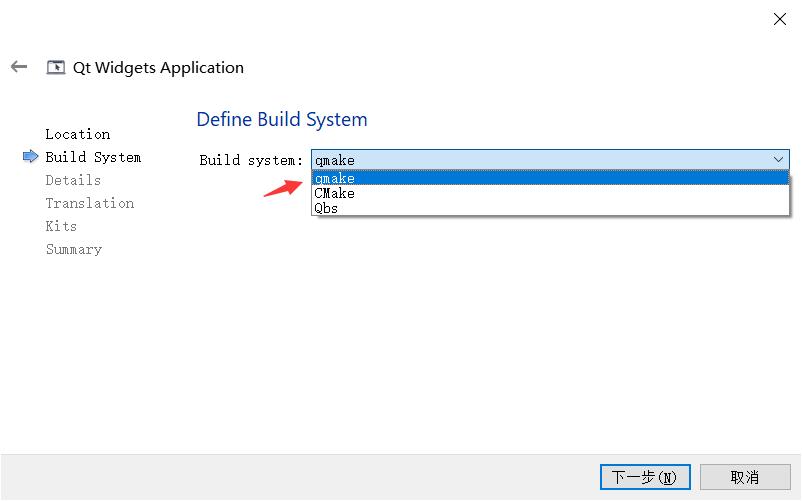 Qt Widgets Application
Define Build System
Location
Build System
Details
Translation
Kits
Summary
Build system: qmake
qmake
CMake
Qbs
下一步(N)
取消